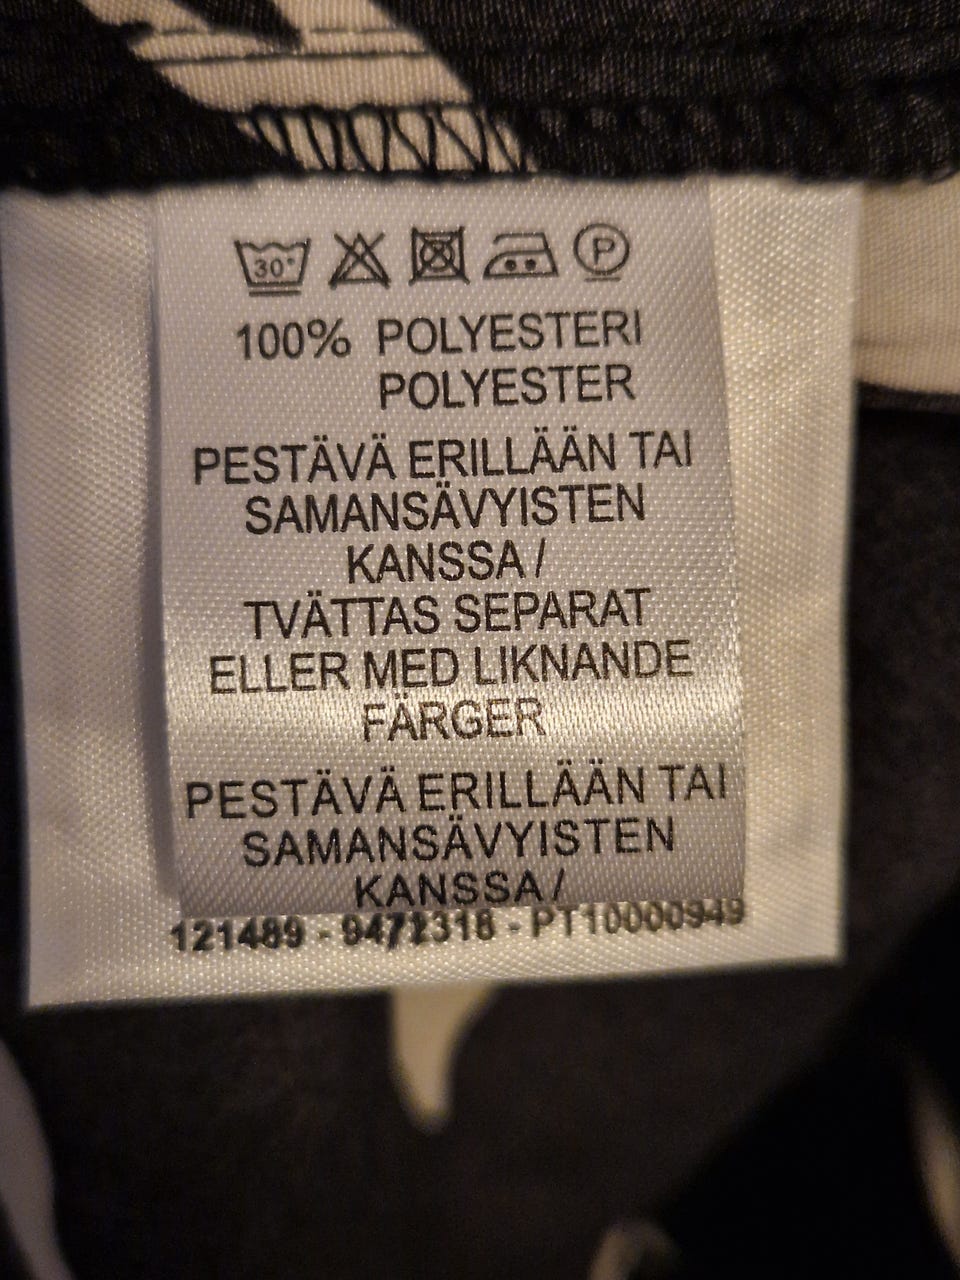 30°
P
100% POLYESTERI
POLYESTER
PESTÄVÄ ERILLÄÄN TAI
SAMANSÄVYISTEN
KANSSA /
TVÄTTAS SEPARAT
ELLER MED LIKNANDE
FÄRGER
PESTÄVÄ ERILLÄÄN TAI
SAMANSÄVYISTEN
KANSSA /
121489 - 9472318 - PT10000949